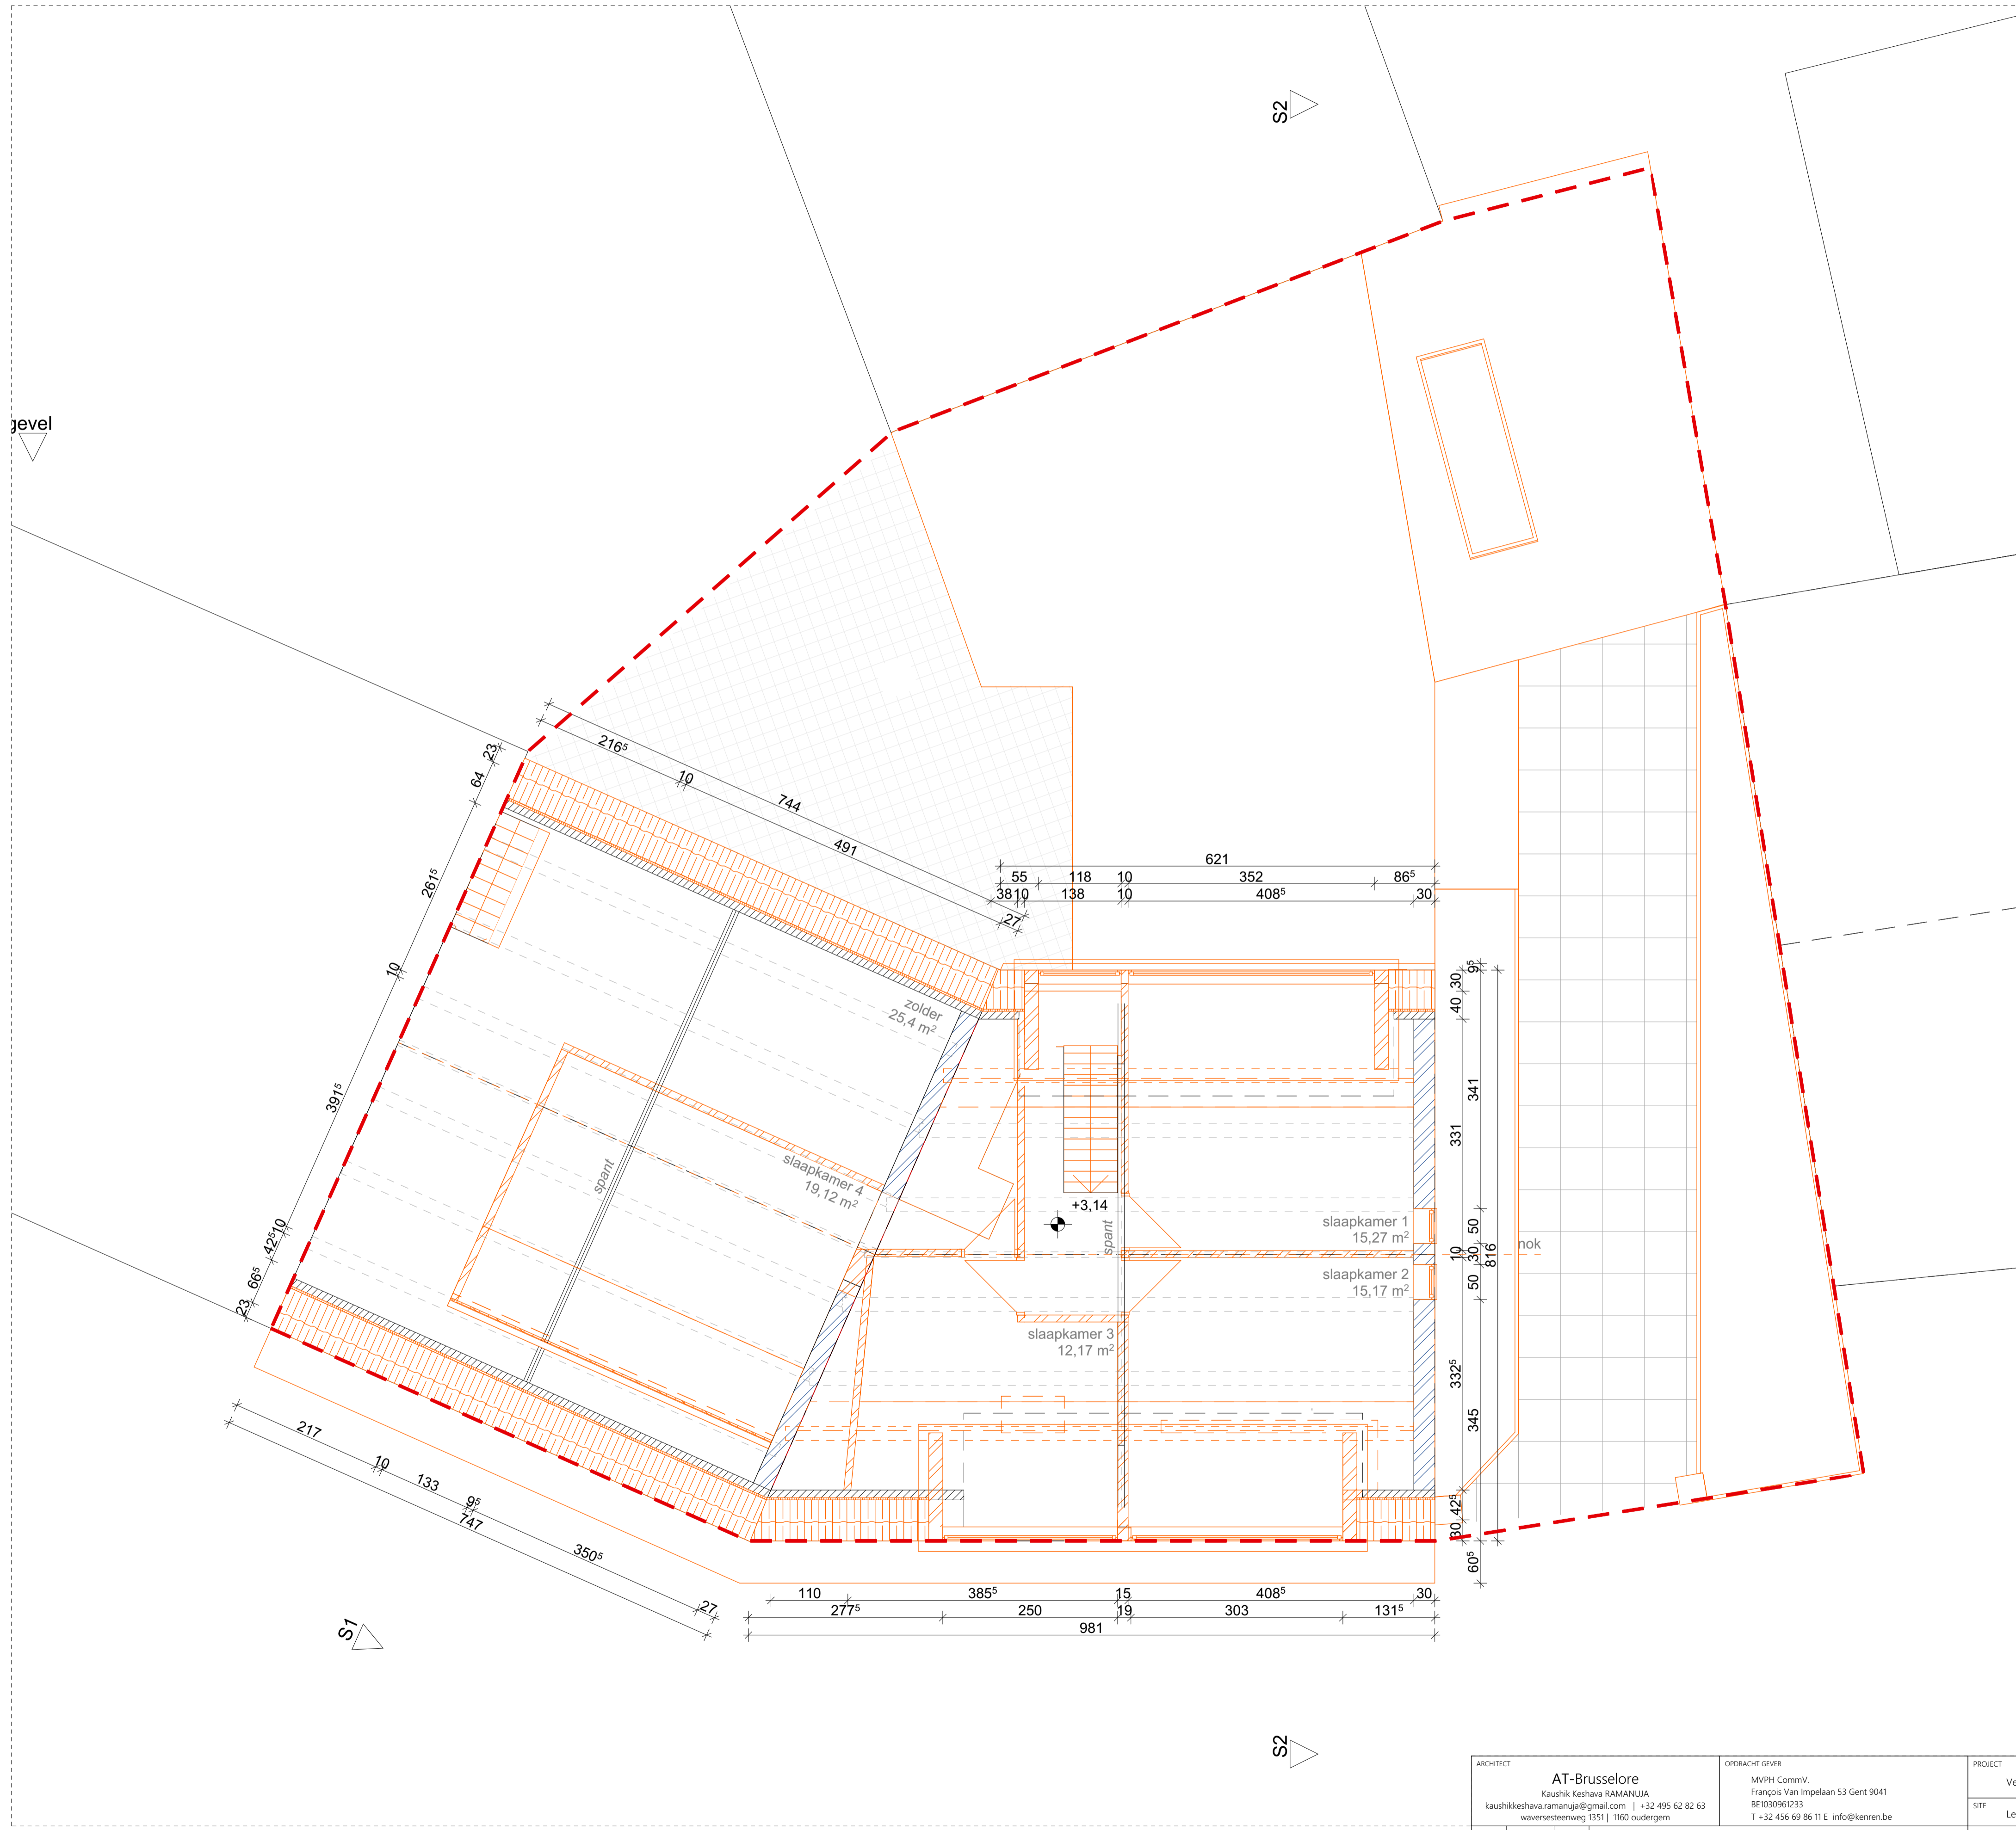 S2
gevel
23
64
216⁵
10
744
491
27
261⁵
10
391⁵
10
42⁵
66⁵
23
621
55
118
10
352
86⁵
38
10
138
10
408⁵
30
9⁵
30
40
341
331
50
10
30
816
50
332⁵
345
42⁵
30
60⁵
zolder
25,4 m²
spant
slaapkamer 4
19,12 m²
+3,14
spant
slaapkamer 1
15,27 m²
nok
slaapkamer 2
15,17 m²
slaapkamer 3
12,17 m²
217
10
133
9⁵
747
350⁵
27
110
385⁵
15
408⁵
30
277⁵
250
19
303
131⁵
981
S1
S2
ARCHITECT
AT-Brusselore
Kaushik Keshava RAMANUJA
kaushikkeshava.ramanuja@gmail.com | +32 495 62 82 63
waversesteenweg 1351 | 1160 oudergem
OPDRACHT GEVER
MVPH CommV.
François Van Impelaan 53 Gent 9041
BE1030961233
T +32 456 69 86 11 E info@kenren.be
PROJECT
Ve
SITE
Le